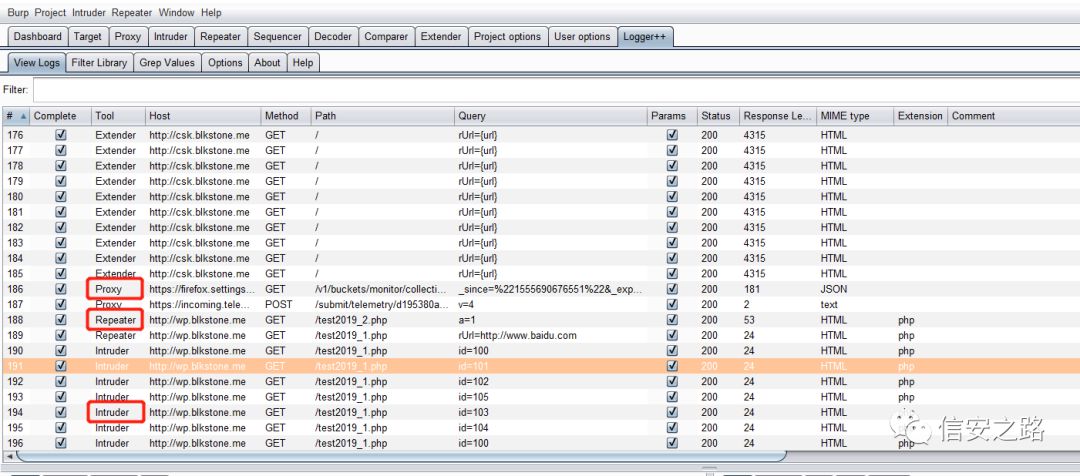 Burp Project Intruder Repeater Window Help
Dashboard Target Proxy Intruder Repeater Sequencer Decoder Comparer Extender Project options User options Logger++
View Logs Filter Library Grep Values Options About Help
Filter:
# Complete Tool Host Method Path Query Params Status Response Le... MIME type Extension Comment
176 Extender http://csk.blkstone.me GET / rUrl={url} 200 4315 HTML
177 Extender http://csk.blkstone.me GET / rUrl={url} 200 4315 HTML
178 Extender http://csk.blkstone.me GET / rUrl={url} 200 4315 HTML
179 Extender http://csk.blkstone.me GET / rUrl={url} 200 4315 HTML
180 Extender http://csk.blkstone.me GET / rUrl={url} 200 4315 HTML
181 Extender http://csk.blkstone.me GET / rUrl={url} 200 4315 HTML
182 Extender http://csk.blkstone.me GET / rUrl={url} 200 4315 HTML
183 Extender http://csk.blkstone.me GET / rUrl={url} 200 4315 HTML
184 Extender http://csk.blkstone.me GET / rUrl={url} 200 4315 HTML
185 Extender http://csk.blkstone.me GET / rUrl={url} 200 4315 HTML
186 Proxy https://firefox.settings... GET /v1/buckets/monitor/collecti... _since=%221555690676551%22&_exp... 200 181 JSON
187 Proxy https://incoming.tele... POST /submit/telemetry/d195380a... v=4 200 2 text
188 Repeater http://wp.blkstone.me GET /test2019_2.php a=1 200 53 HTML php
189 Repeater http://wp.blkstone.me GET /test2019_1.php rUrl=http://www.baidu.com 200 24 HTML php
190 Intruder http://wp.blkstone.me GET /test2019_1.php id=100 200 24 HTML php
191 Intruder http://wp.blkstone.me GET /test2019_1.php id=101 200 24 HTML php
192 Intruder http://wp.blkstone.me GET /test2019_1.php id=102 200 24 HTML php
193 Intruder http://wp.blkstone.me GET /test2019_1.php id=105 200 24 HTML php
194 Intruder http://wp.blkstone.me GET /test2019_1.php id=103 200 24 HTML php
195 Intruder http://wp.blkstone.me GET /test2019_1.php id=104 200 24 HTML php
196 Intruder http://wp.blkstone.me GET /test2019_1.php id=100 200 24 HTML php
信安之路